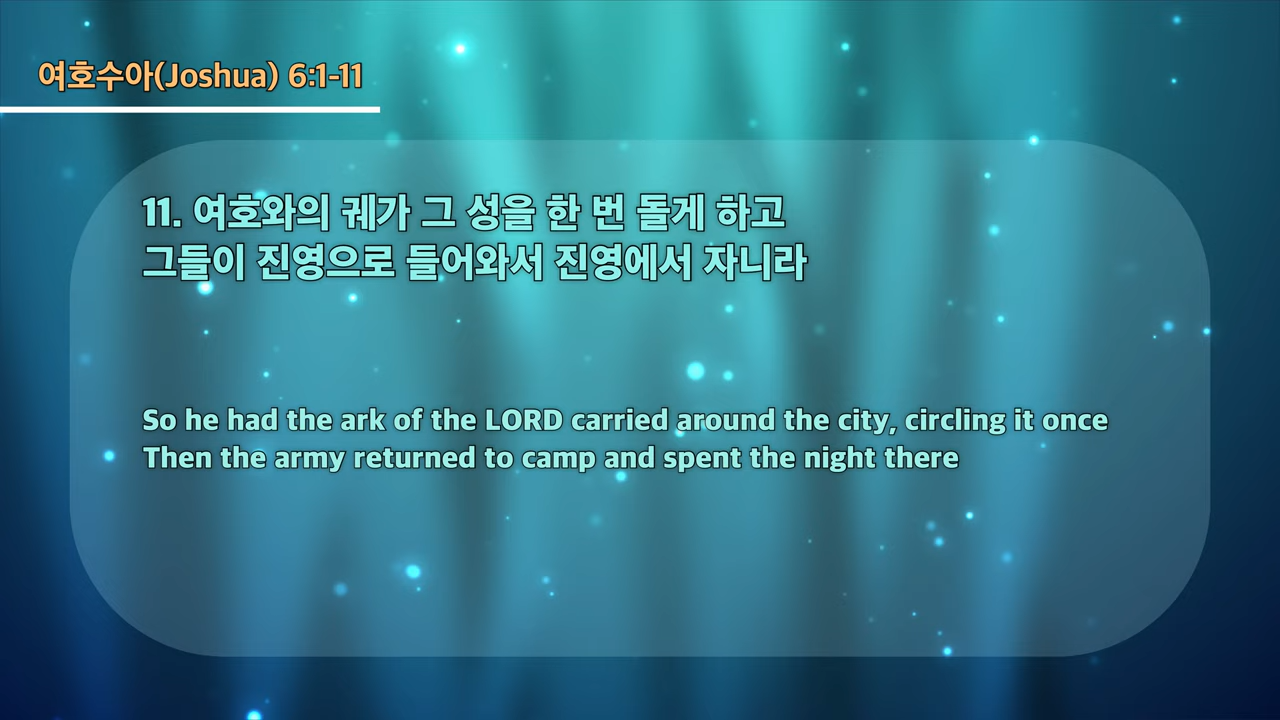 여호수아(Joshua) 6:1-11
11. 여호와의 궤가 그 성을 한 번 돌게 하고
그들이 진영으로 들어와서 진영에서 자니라
So he had the ark of the LORD carried around the city, circling it once
Then the army returned to camp and spent the night there